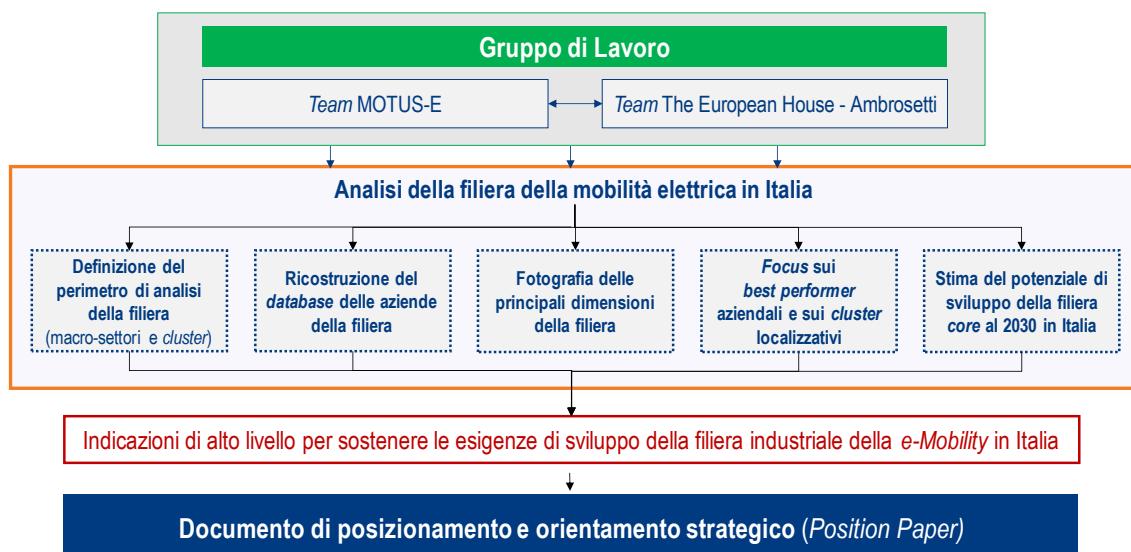 Gruppo di Lavoro
Team MOTUS-E
Team The European House - Ambrosetti
Analisi della filiera della mobilità elettrica in Italia
Definizione del
perimetro di analisi
della filiera
(macro-settori e cluster)
Ricostruzione del
database delle aziende
della filiera
Fotografia delle
principali dimensioni
della filiera
Focus sui
best performer
aziendali e sui cluster
localizzativi
Stima del potenziale di
sviluppo della filiera
core al 2030 in Italia
Indicazioni di alto livello per sostenere le esigenze di sviluppo della filiera industriale della e-Mobility in Italia
Documento di posizionamento e orientamento strategico (Position Paper)